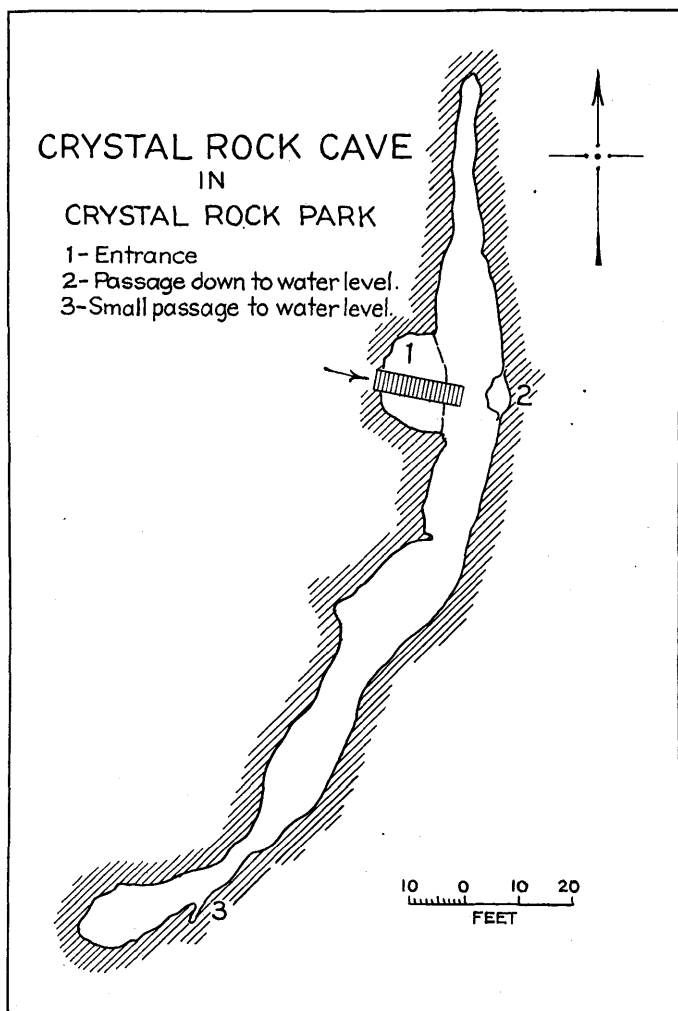 CRYSTAL ROCK CAVE
IN
CRYSTAL ROCK PARK
1- Entrance
2- Passage down to water level.
3- Small passage to water level.
1
2
3
10 0 10 20
FEET